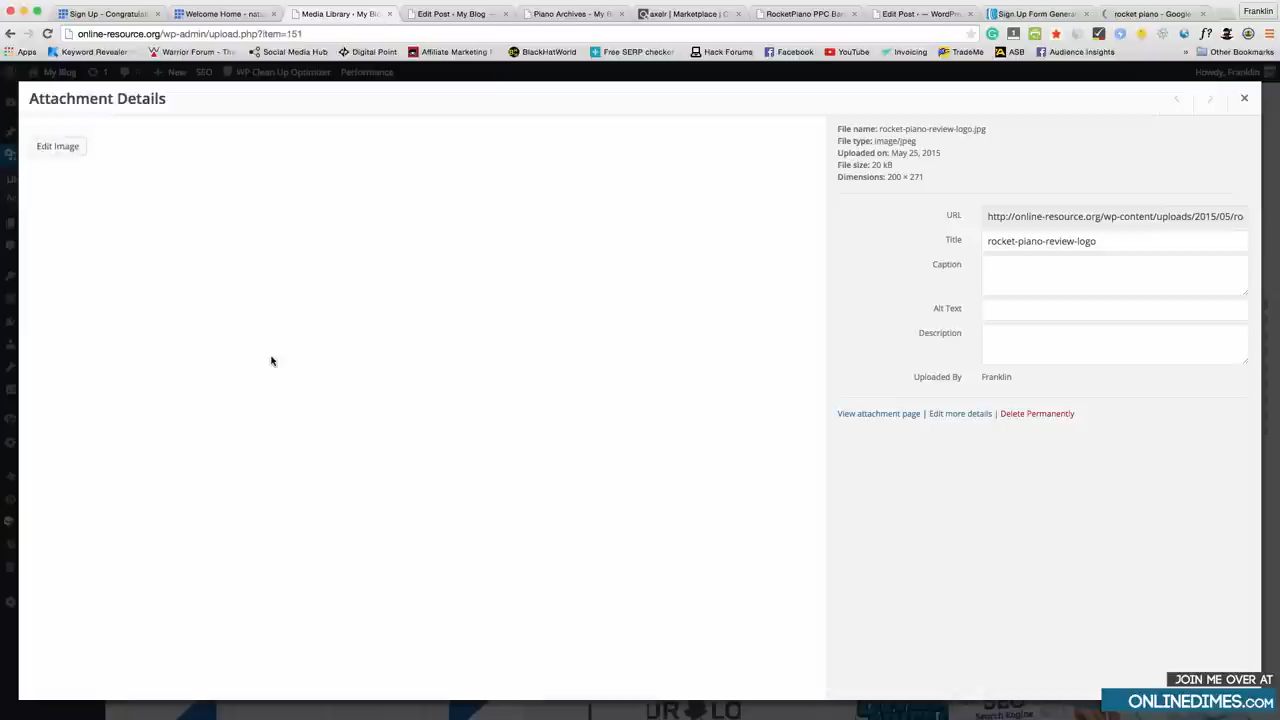 Sign Up - Congratulati
Welcome Home - natu
Media Library ‹ My Blo
Edit Post ‹ My Blog —
Piano Archives - My B
axelr | Marketplace | C
RocketPiano PPC Ban
Edit Post ‹ — WordPr
Sign Up Form Generat
rocket piano - Google
Franklin
online-resource.org/wp-admin/upload.php?item=151
Apps
Keyword Revealer
Warrior Forum - The
Social Media Hub
Digital Point
Affiliate Marketing
BlackHatWorld
Free SERP checker
Hack Forums
Facebook
YouTube
Invoicing
TradeMe
ASB
Audience Insights
»
Other Bookmarks
My Blog
1
+ New
SEO
WP Clean Up Optimizer
Performance
Howdy, Franklin
Attachment Details
Edit Image
File name: rocket-piano-review-logo.jpg
File type: image/jpeg
Uploaded on: May 25, 2015
File size: 20 kB
Dimensions: 200 × 271
URL http://online-resource.org/wp-content/uploads/2015/05/ro
Title rocket-piano-review-logo
Caption
Alt Text
Description
Uploaded By Franklin
View attachment page | Edit more details | Delete Permanently
JOIN ME OVER AT
ONLINEDIMES.COM
Search Engine